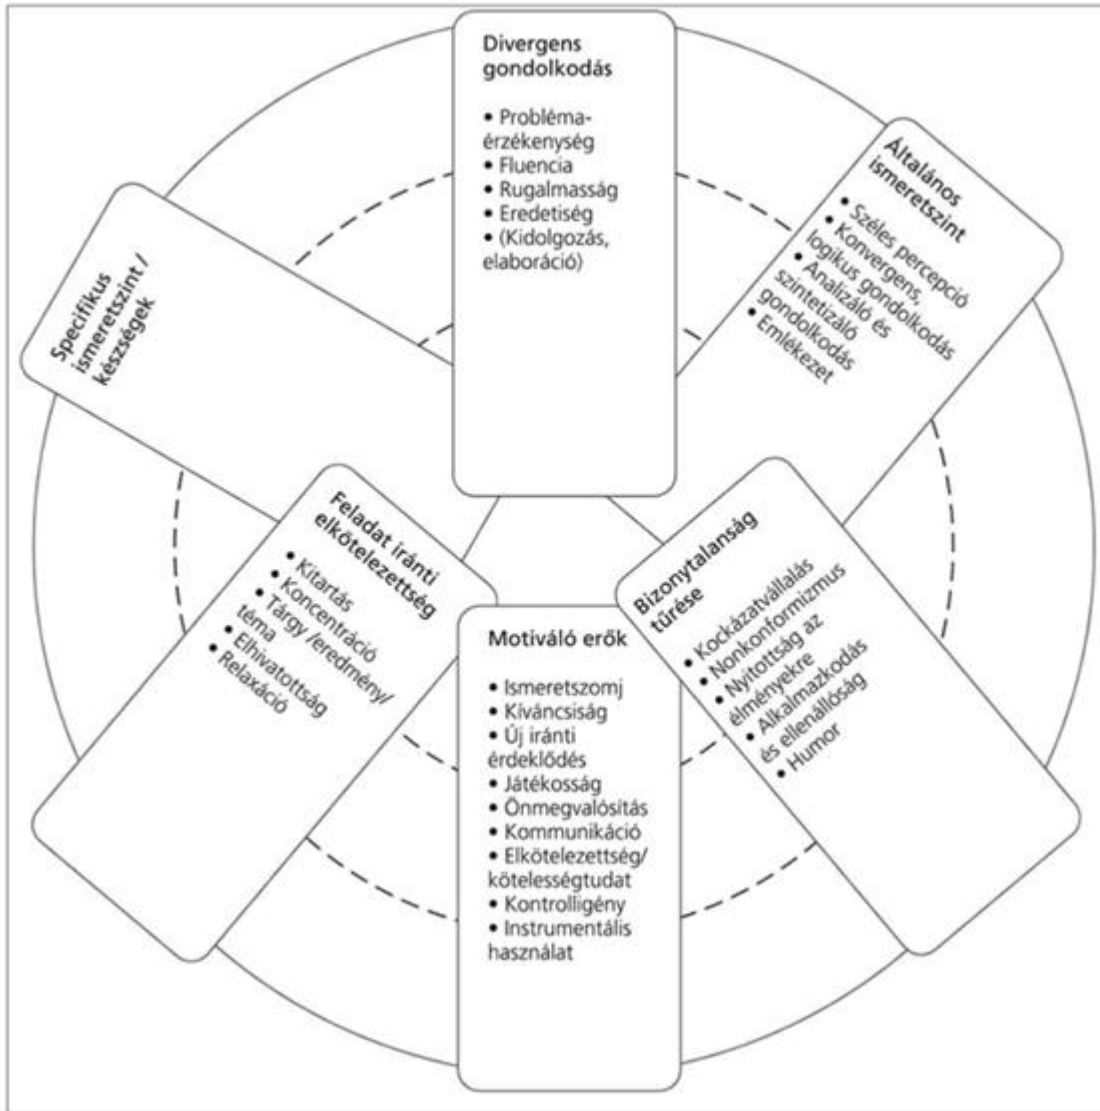 Divergens
gondolkodás
• Probléma-
érzékenység
• Fluencia
• Rugalmasság
• Eredetiség
• (Kidolgozás,
elaboráció)
Általános
ismeretszint
• Széles percepció
• Konvergens,
logikus gondolkodás
• Analizáló és
szintetizáló
gondolkodás
• Emlékezet
Specifikus
ismeretszint /
készségek
Feladat iránti
elkötelezettség
• Kitartás
• Koncentráció
• Tárgy /eredmény/
téma
• Elhivatottság
• Relaxáció
Motiváló erők
• Ismeretszomj
• Kíváncsiság
• Új iránti
érdeklődés
• Játékosság
• Önmegvalósítás
• Kommunikáció
• Elkötelezettség/
kötelességtudat
• Kontrolligény
• Instrumentális
használat
Bizonytalanság
tűrése
• Kockázatvállalás
• Nonkonformizmus
• Nyitottság az
élményekre
• Alkalmazkodás
és ellenállóság
• Humor